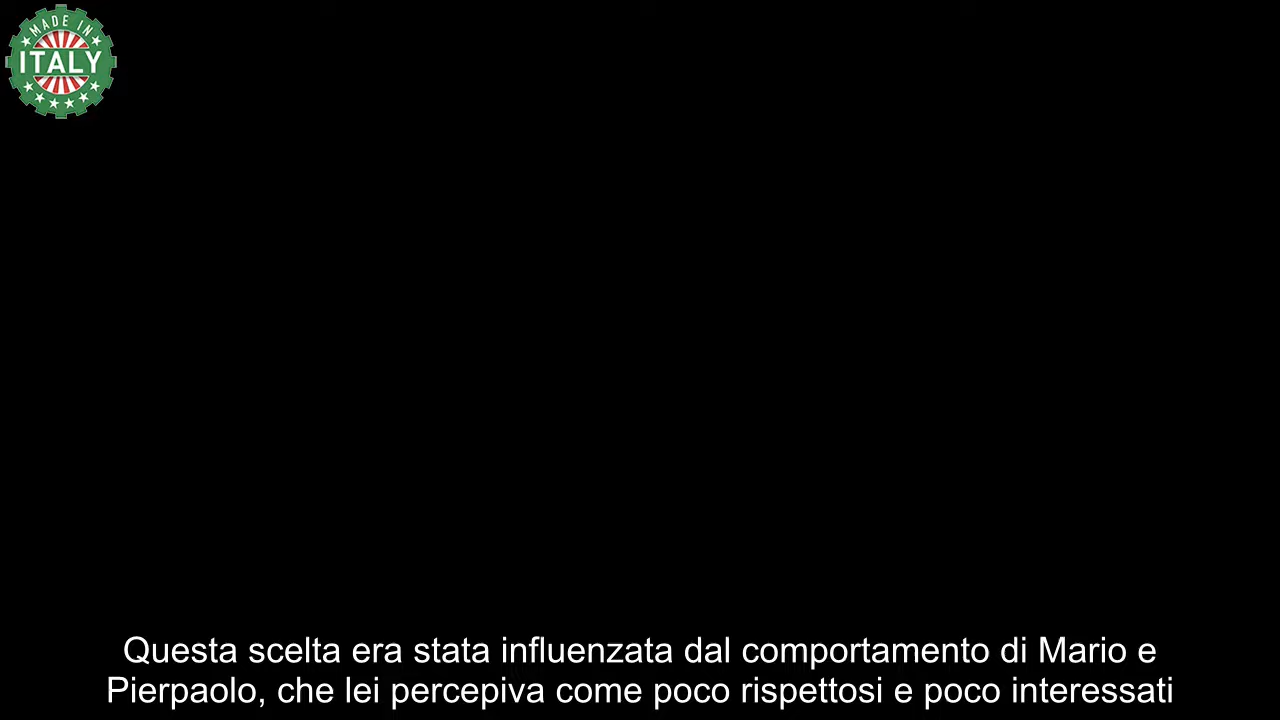 MADE IN
ITALY
Questa scelta era stata influenzata dal comportamento di Mario e
Pierpaolo, che lei percepiva come poco rispettosi e poco interessati